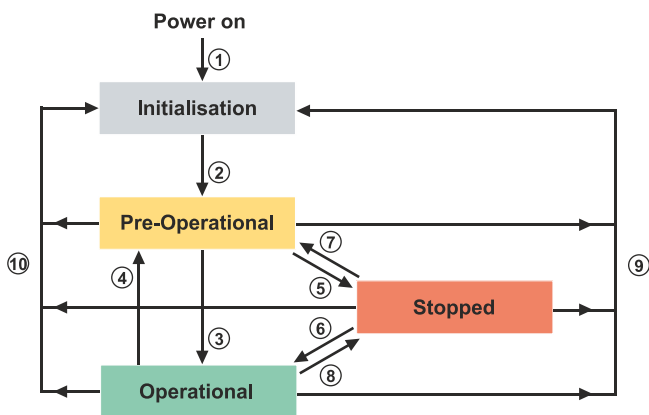 Power on
①
Initialisation
②
Pre-Operational
⑦
⑩
④
⑤
⑨
Stopped
③
⑥
Operational
⑧